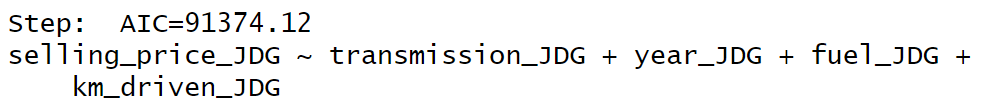 Step:  AIC=91374.12
selling_price_JDG ~ transmission_JDG + year_JDG + fuel_JDG +
    km_driven_JDG